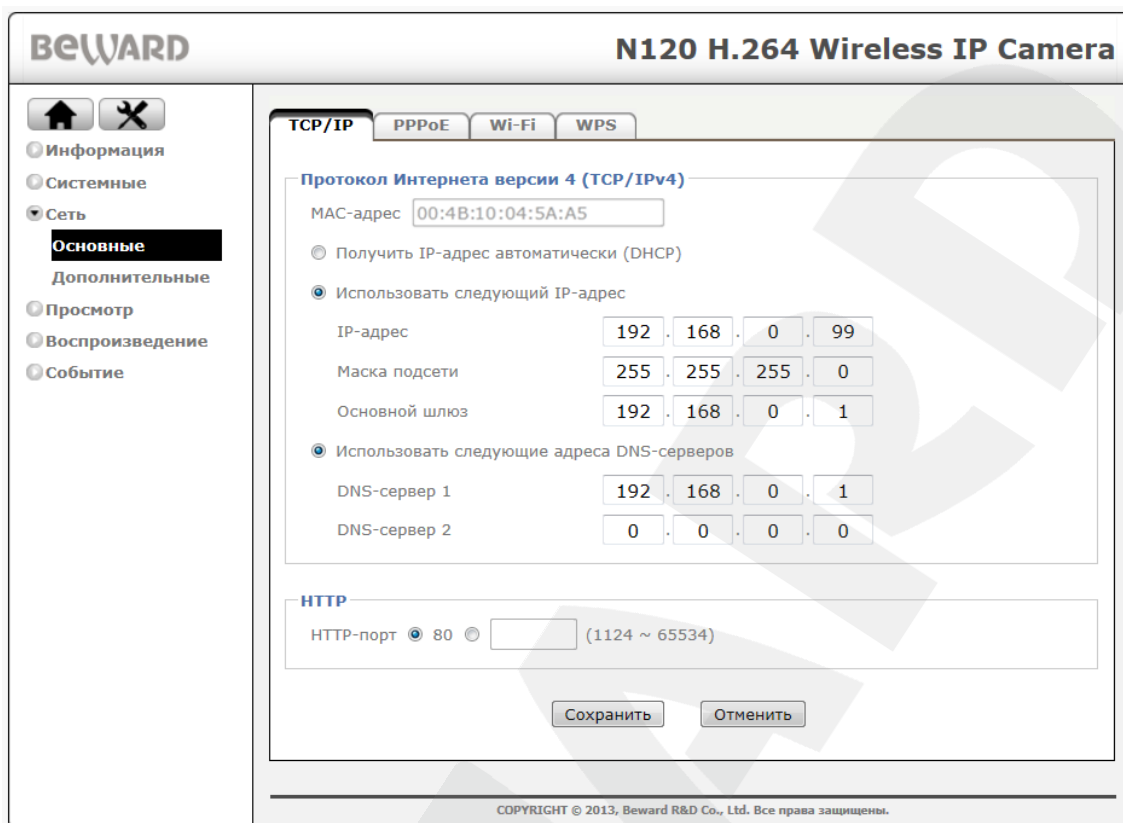 BEWARD
N120 H.264 Wireless IP Camera
Информация
Системные
Сеть
Основные
Дополнительные
Просмотр
Воспроизведение
Событие
TCP/IP PPPoE Wi-Fi WPS
Протокол Интернета версии 4 (TCP/IPv4)
MAC-адрес 00:4B:10:04:5A:A5
Получить IP-адрес автоматически (DHCP)
Использовать следующий IP-адрес
IP-адрес 192 . 168 . 0 . 99
Маска подсети 255 . 255 . 255 . 0
Основной шлюз 192 . 168 . 0 . 1
Использовать следующие адреса DNS-серверов
DNS-сервер 1 192 . 168 . 0 . 1
DNS-сервер 2 0 . 0 . 0 . 0
HTTP
HTTP-порт 80 (1124 ~ 65534)
Сохранить Отменить
COPYRIGHT © 2013, Beward R&D Co., Ltd. Все права защищены.